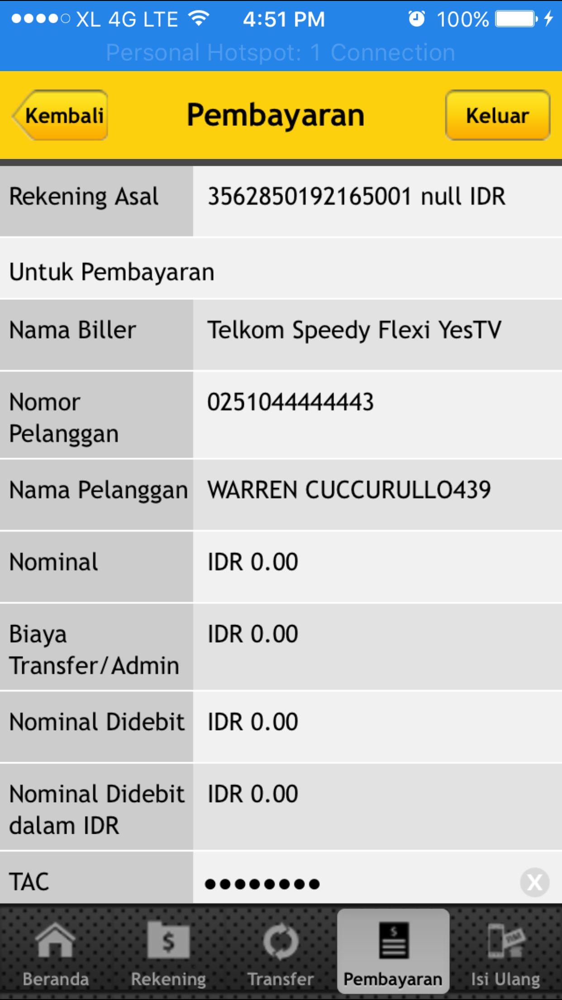 XL 4G LTE 4:51 PM 100%
Personal Hotspot: 1 Connection
Kembali Pembayaran Keluar
Rekening Asal 3562850192165001 null IDR
Untuk Pembayaran
Nama Biller Telkom Speedy Flexi YesTV
Nomor 0251044444443
Pelanggan
Nama Pelanggan WARREN CUCCURULLO439
Nominal IDR 0.00
Biaya IDR 0.00
Transfer/Admin
Nominal Didebit IDR 0.00
Nominal Didebit IDR 0.00
dalam IDR
TAC ●●●●●●●● X
$ $ RM
Beranda Rekening Transfer Pembayaran Isi Ulang